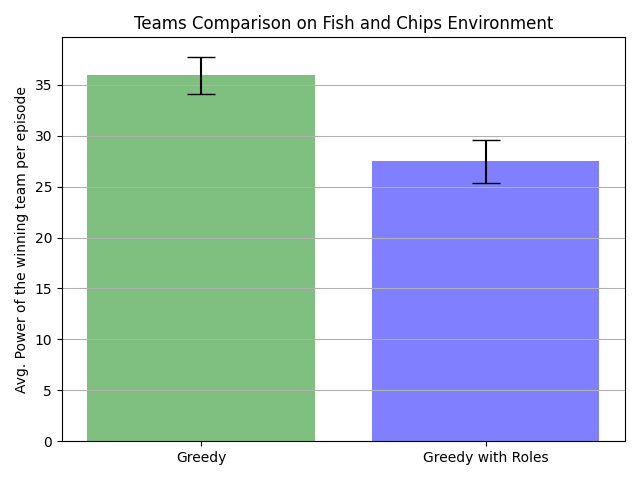 Teams Comparison on Fish and Chips Environment
Avg. Power of the winning team per episode
35
30
25
20
15
10
5
0
Greedy
Greedy with Roles